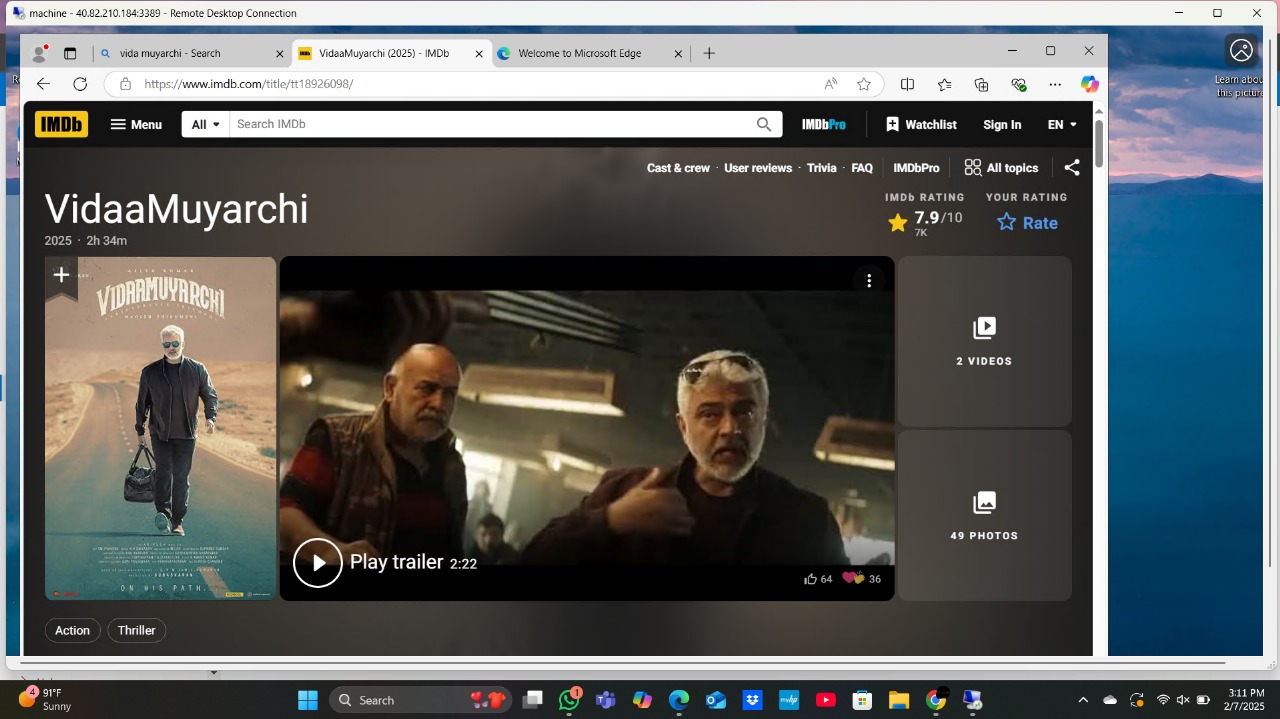 machine - 40.82.210.184:3389 - Remote Desktop Connection
vida muyarchi - Search
VidaaMuyarchi (2025) - IMDb
Welcome to Microsoft Edge
https://www.imdb.com/title/tt18926098/
Learn about
this picture
IMDb
Menu
All
Search IMDb
IMDbPro
Watchlist
Sign In
EN
Cast & crew · User reviews · Trivia · FAQ
IMDbPro
All topics
VidaaMuyarchi
2025 · 2h 34m
IMDb RATING
7.9/10
7K
YOUR RATING
Rate
AJITH KUMAR
VIDAAMUYARCHI
MAGIZH THIRUMENI
ON HIS PATH...
Play trailer 2:22
64
36
2 VIDEOS
49 PHOTOS
Action
Thriller
4
91°F
Sunny
Search
1
3:11 PM
2/7/2025